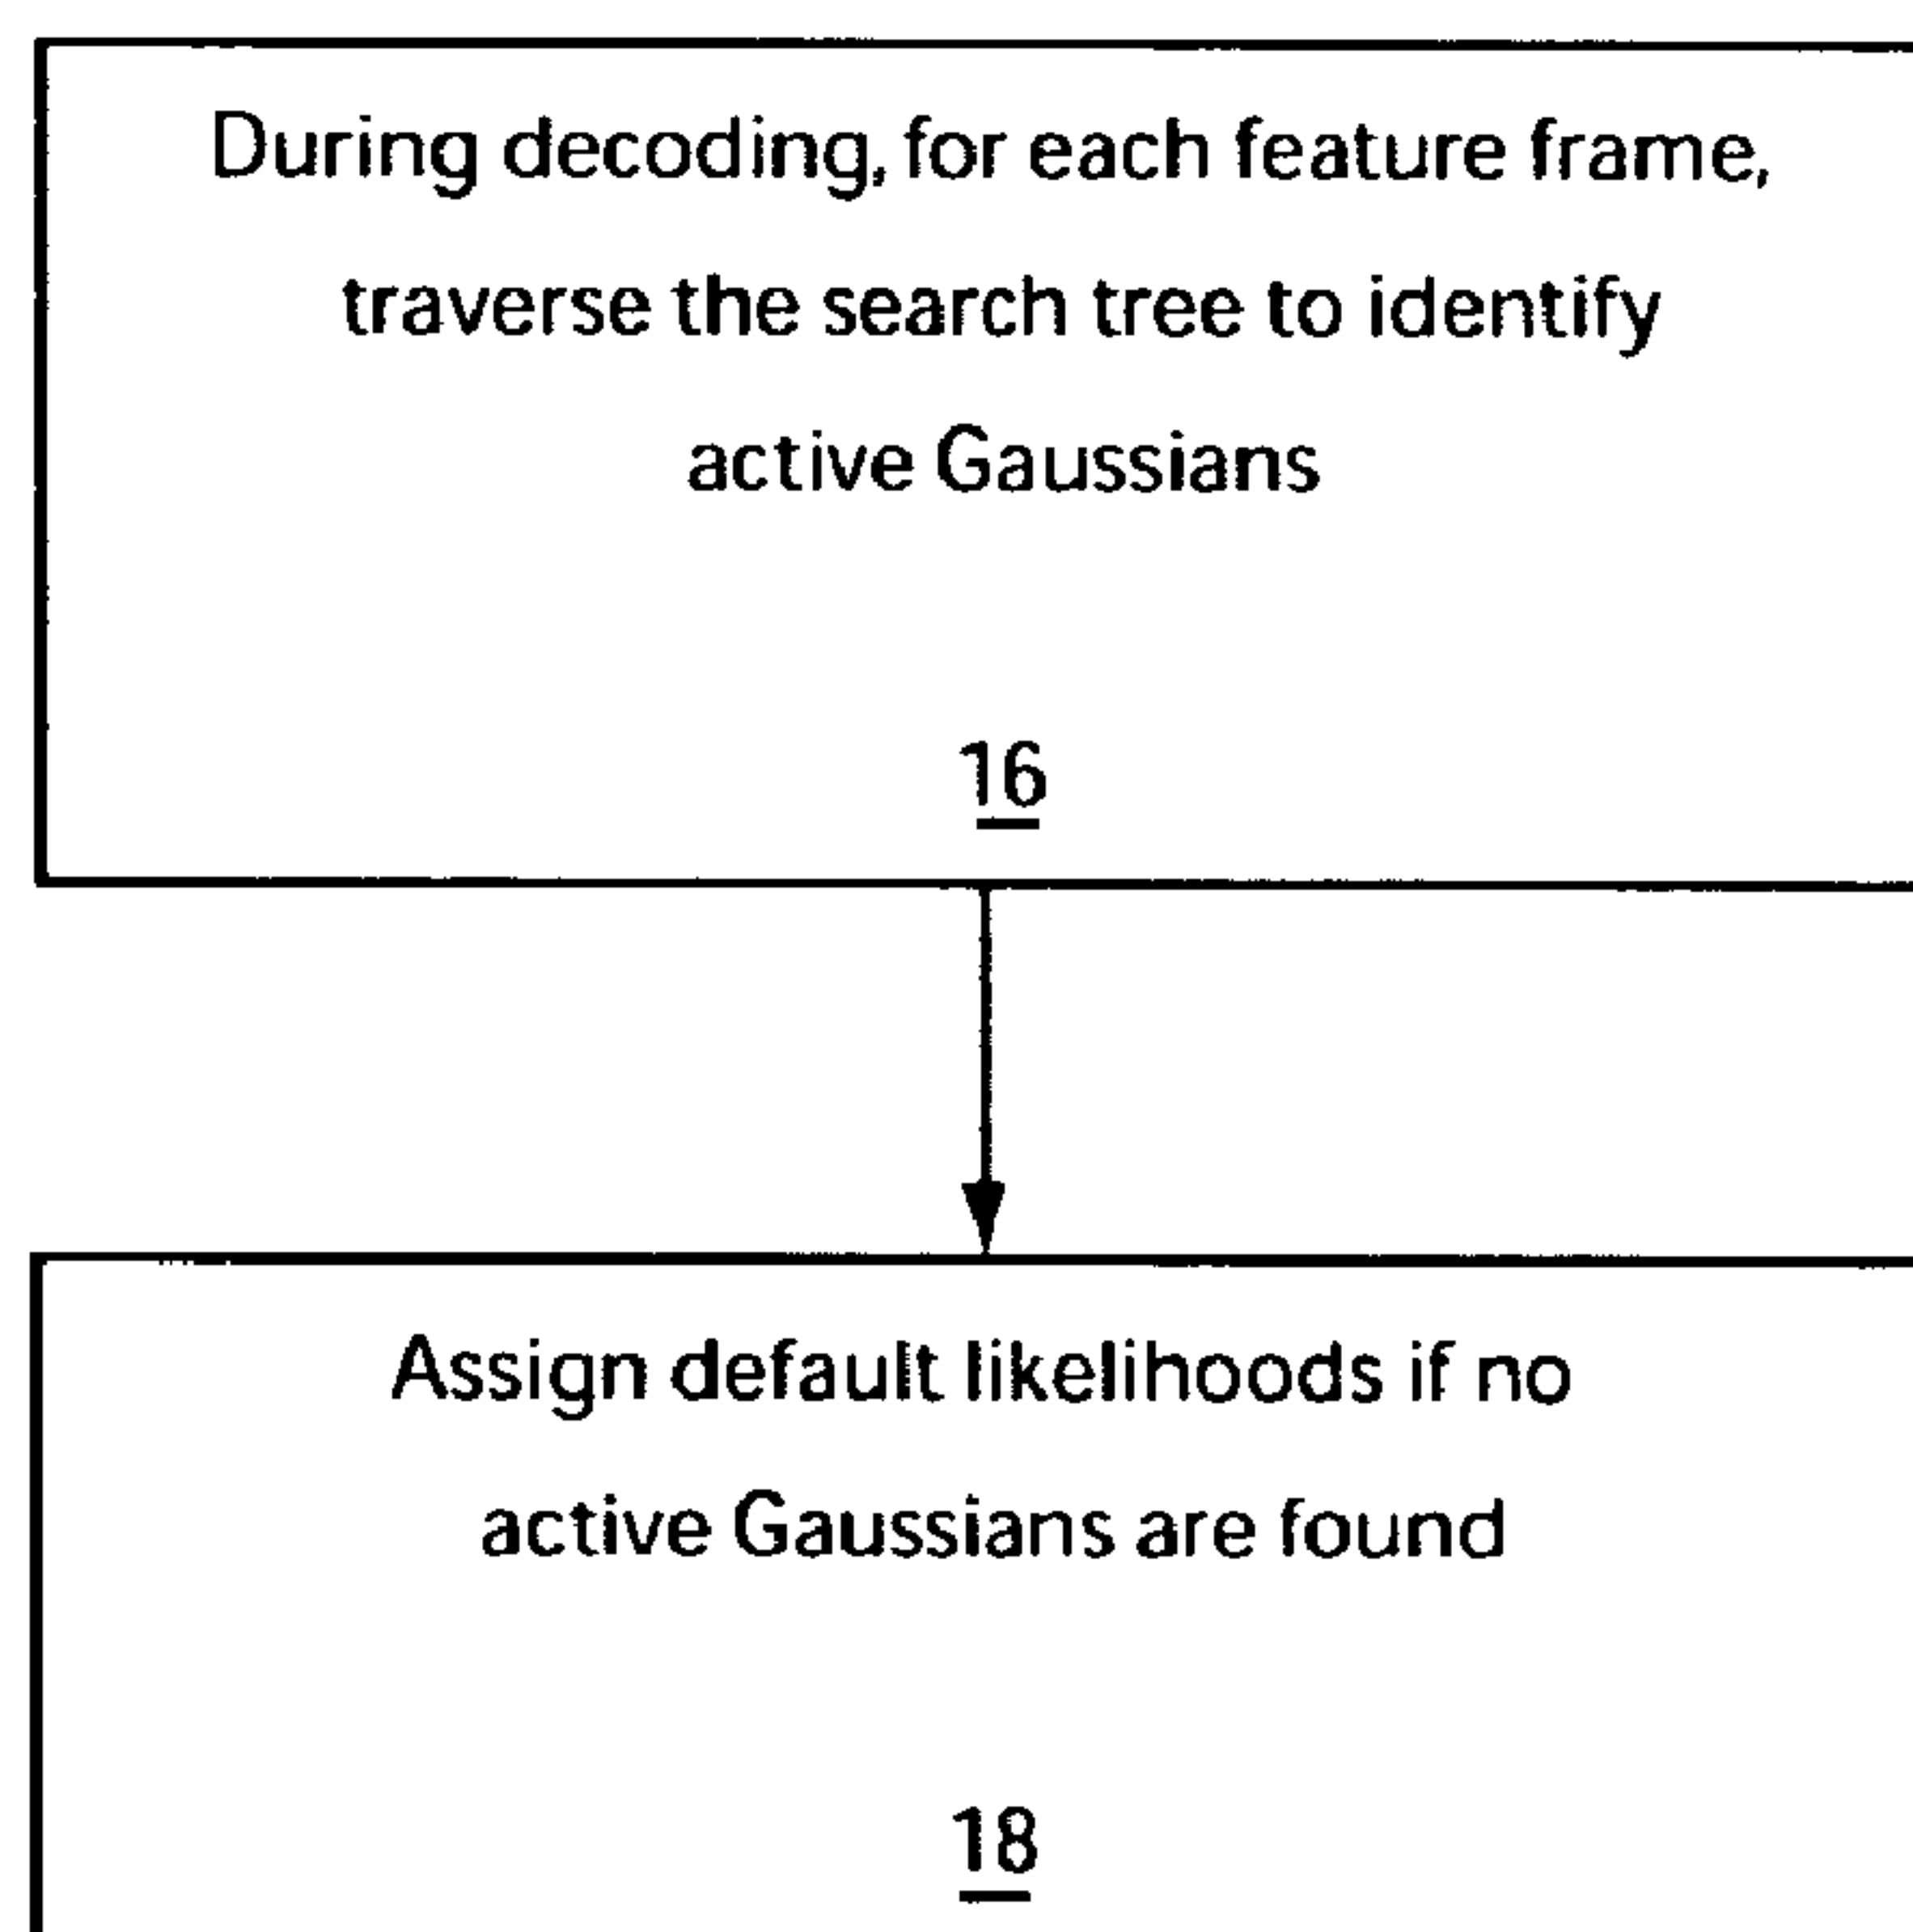 During decoding, for each feature frame,
traverse the search tree to identify
active Gaussians
16
Assign default likelihoods if no
active Gaussians are found
18